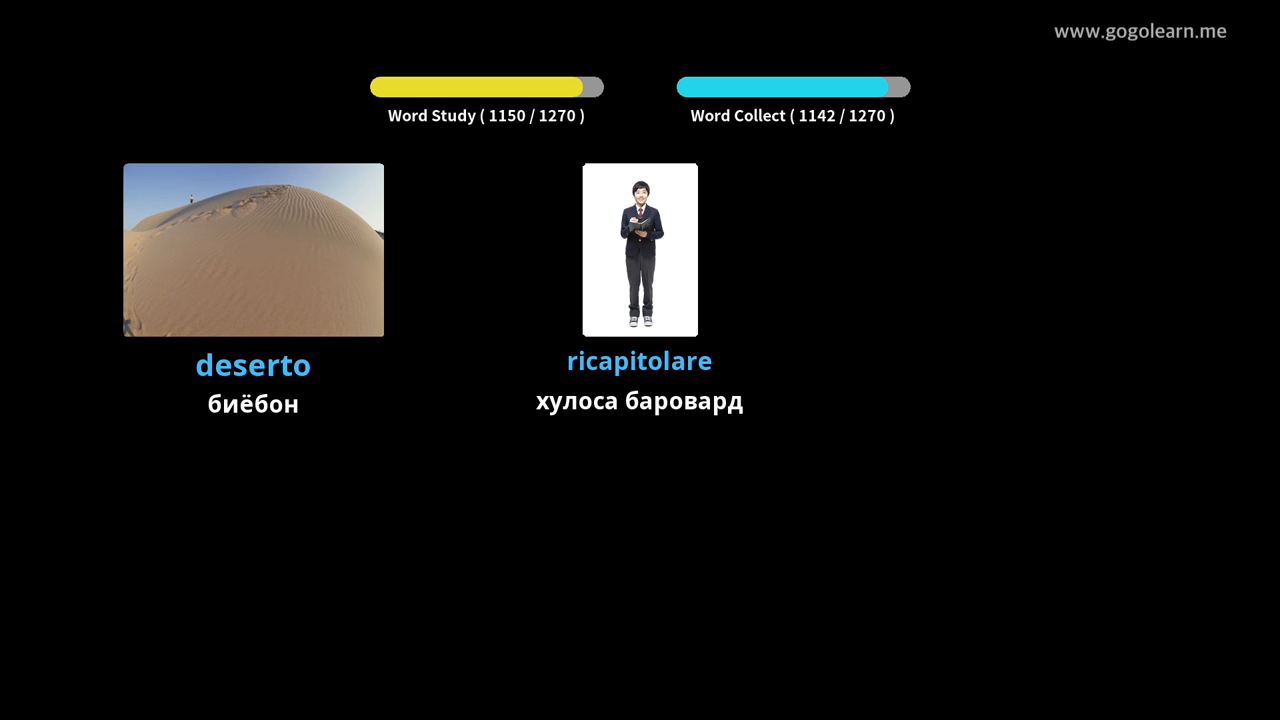 www.gogolearn.me
Word Study ( 1150 / 1270 )
Word Collect ( 1142 / 1270 )
deserto
биёбон
ricapitolare
хулоса баровард